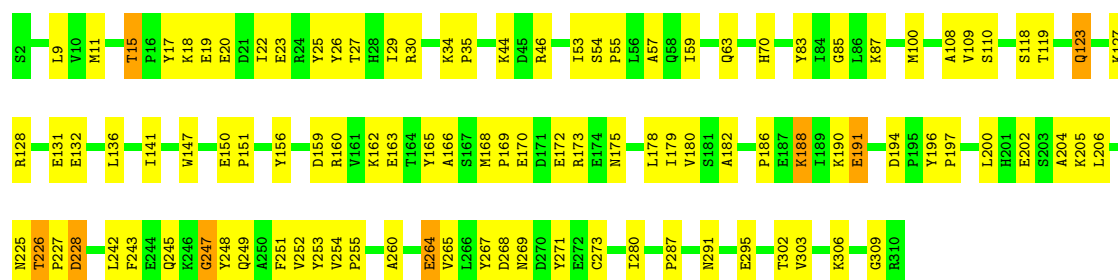 S2 L9 V10 M11 T15 P16 Y17 K18 E19 E20 D21 I22 E23 R24 Y25 Y26 T27 H28 I29 R30 K34 P35 K44 D45 R46 I53 S54 P55 L56 A57 Q58 I59 Q63 H70 Y83 I84 G85 L86 K87 M100 A108 V109 S110 S118 T119 Q123 K127
R128 E131 E132 L136 I141 W147 E150 P151 Y156 D159 R160 V161 K162 E163 T164 Y165 A166 S167 M168 P169 E170 D171 E172 R173 E174 N175 L178 I179 V180 S181 A182 P186 E187 K188 I189 K190 E191 D194 P195 Y196 P197 L200 H201 E202 S203 A204 K205 L206
N225 T226 P227 D228 L242 F243 E244 Q245 K246 G247 Y248 Q249 A250 F251 V252 Y253 V254 P255 A260 E264 V265 L266 Y267 D268 N269 D270 Y271 E272 C273 I280 P287 N291 E295 T302 V303 K306 G309 R310